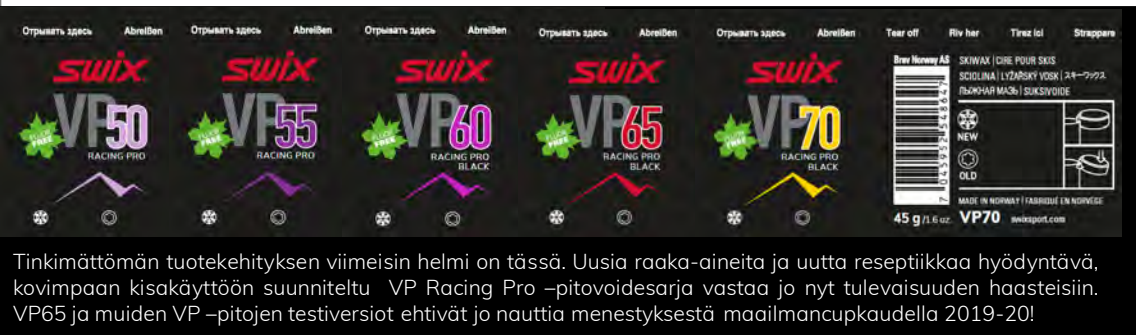 Отрывать здесь Abreißen
swix
VP50
FLUOR FREE
RACING PRO
Отрывать здесь Abreißen
swix
VP55
FLUOR FREE
RACING PRO
Отрывать здесь Abreißen
swix
VP60
FLUOR FREE
RACING PRO
BLACK
Отрывать здесь Abreißen
swix
VP65
FLUOR FREE
RACING PRO
BLACK
Отрывать здесь Abreißen
swix
VP70
FLUOR FREE
RACING PRO
BLACK
Tear off Riv her Tirez ici Strappare
Brav Norway AS
SKIWAX | CIRE POUR SKIS
SCIOLINA | LYŽAŘSKÝ VOSK | スキーワックス
ЛЫЖНАЯ МАЗЬ | SUKSIVOIDE
7 045952 548647
NEW
OLD
MADE IN NORWAY | FABRIQUÉ EN NORVÈGE
45 g /1.6 oz VP70 swixsport.com
Tinkimättömän tuotekehityksen viimeisin helmi on tässä. Uusia raaka-aineita ja uutta reseptiikkaa hyödyntävä,
kovimpaan kisakäyttöön suunniteltu VP Racing Pro –pitovoidesarja vastaa jo nyt tulevaisuuden haasteisiin.
VP65 ja muiden VP –pitojen testiversiot ehtivät jo nauttia menestyksestä maailmancupkaudella 2019-20!